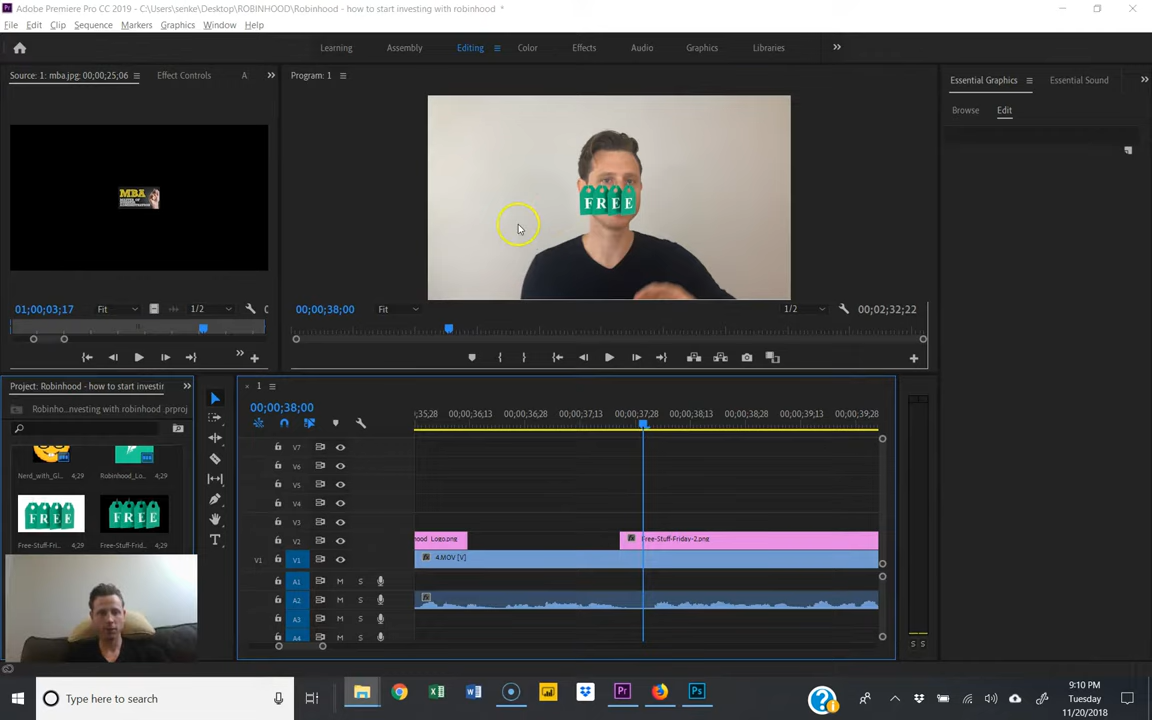 Adobe Premiere Pro CC 2019 - C:\Users\senke\Desktop\ROBINHOOD\Robinhood - how to start investing with robinhood *
File Edit Clip Sequence Markers Graphics Window Help
Learning Assembly Editing Color Effects Audio Graphics Libraries
Source: 1: mba.jpg: 00;00;25;06 Effect Controls A
Program: 1
Essential Graphics Essential Sound
Browse Edit
MBA
FREE
01;00;03;17 Fit 1/2
00;00;38;00 Fit 1/2 00;02;32;22
Project: Robinhood - how to start investir
Robinho...nvesting with robinhood .prproj
Nerd_with_Gl... 4;29 Robinhood_Lo... 4;29
FREE FREE
Free-Stuff-Fri... 4;29 Free-Stuff-Frid... 4;29
1
00;00;38;00
;35;28 00;00;36;13 00;00;36;28 00;00;37;13 00;00;37;28 00;00;38;13 00;00;38;28 00;00;39;13 00;00;39;28
V7
V6
V5
V4
V3
V2 hood_Logo.png Free-Stuff-Friday-2.png
V1 V1 4.MOV [V]
A1 M S
A2 M S
A3 M S
A4 M S
S S
Type here to search
9:10 PM
Tuesday
11/20/2018